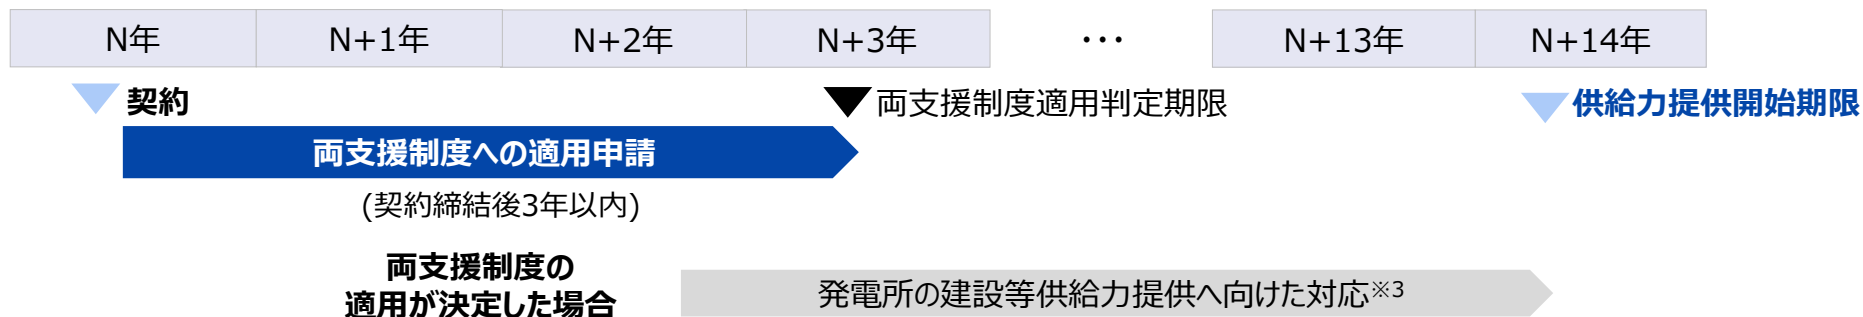 N年 N+1年 N+2年 N+3年 ・・・ N+13年 N+14年
契約 両支援制度適用判定期限 供給力提供開始期限
両支援制度への適用申請
(契約締結後3年以内)
両支援制度の
適用が決定した場合
発電所の建設等供給力提供へ向けた対応※3